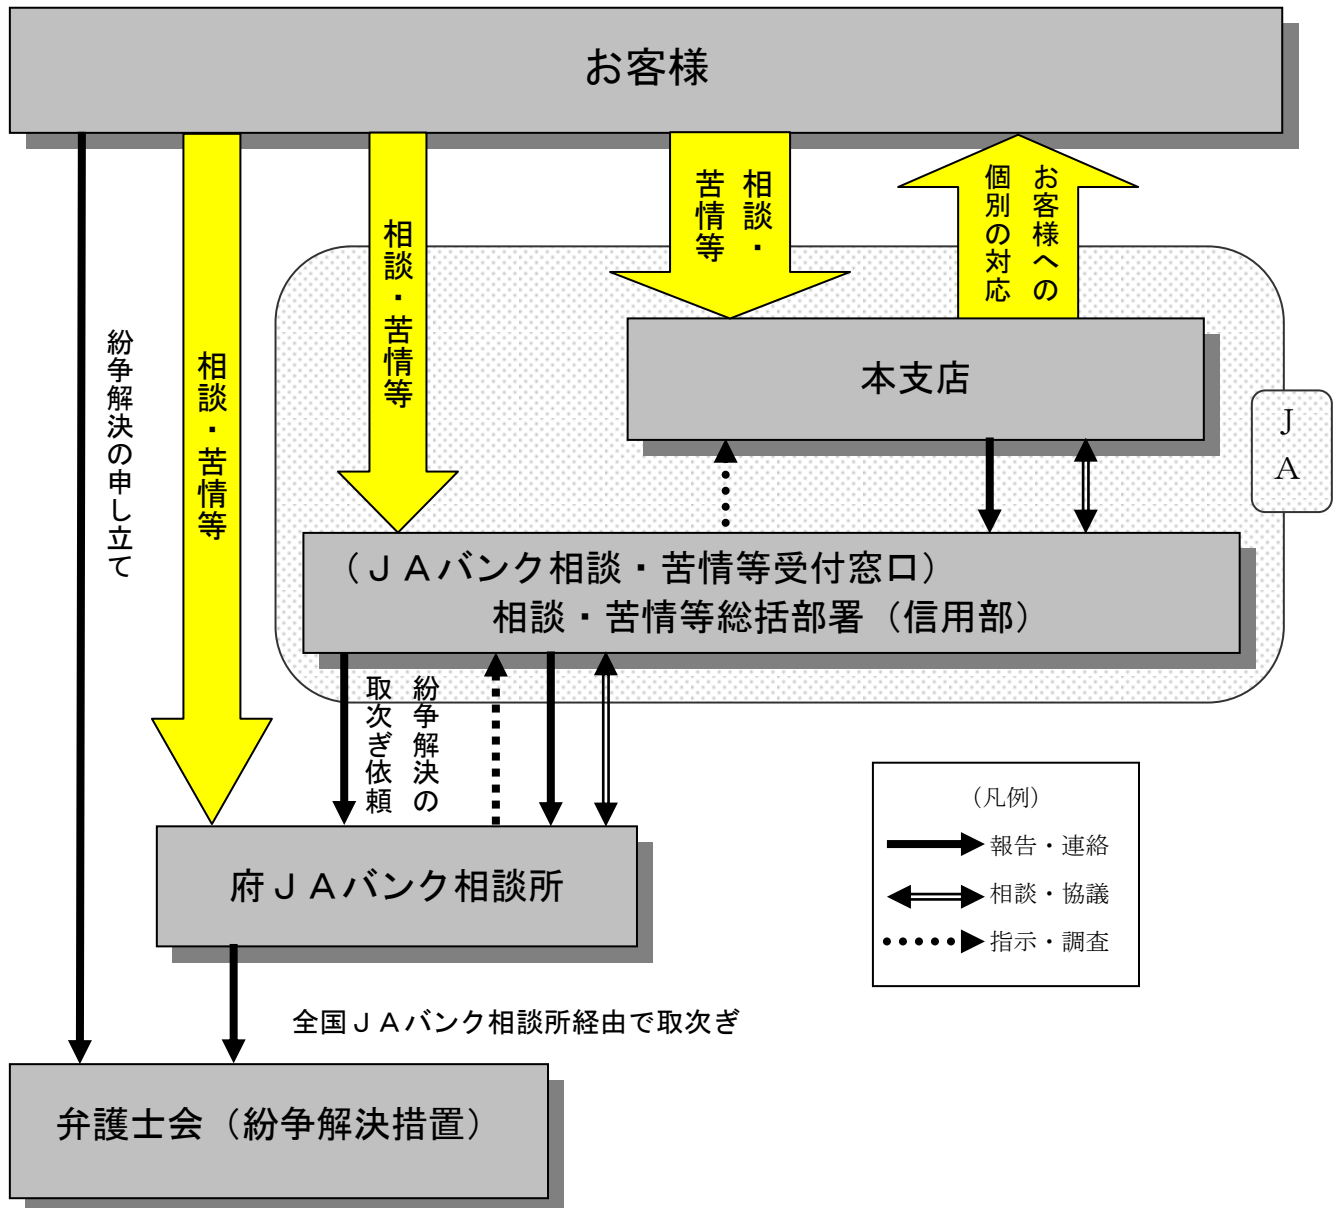 お客様
紛争解決の申し立て
相談・苦情等
相談・苦情等
相談・
苦情等
お客様への
個別の対応
本支店
ＪＡ
（ＪＡバンク相談・苦情等受付窓口）
相談・苦情等総括部署（信用部）
紛争解決の
取次ぎ依頼
府ＪＡバンク相談所
（凡例）
報告・連絡
相談・協議
指示・調査
全国ＪＡバンク相談所経由で取次ぎ
弁護士会（紛争解決措置）